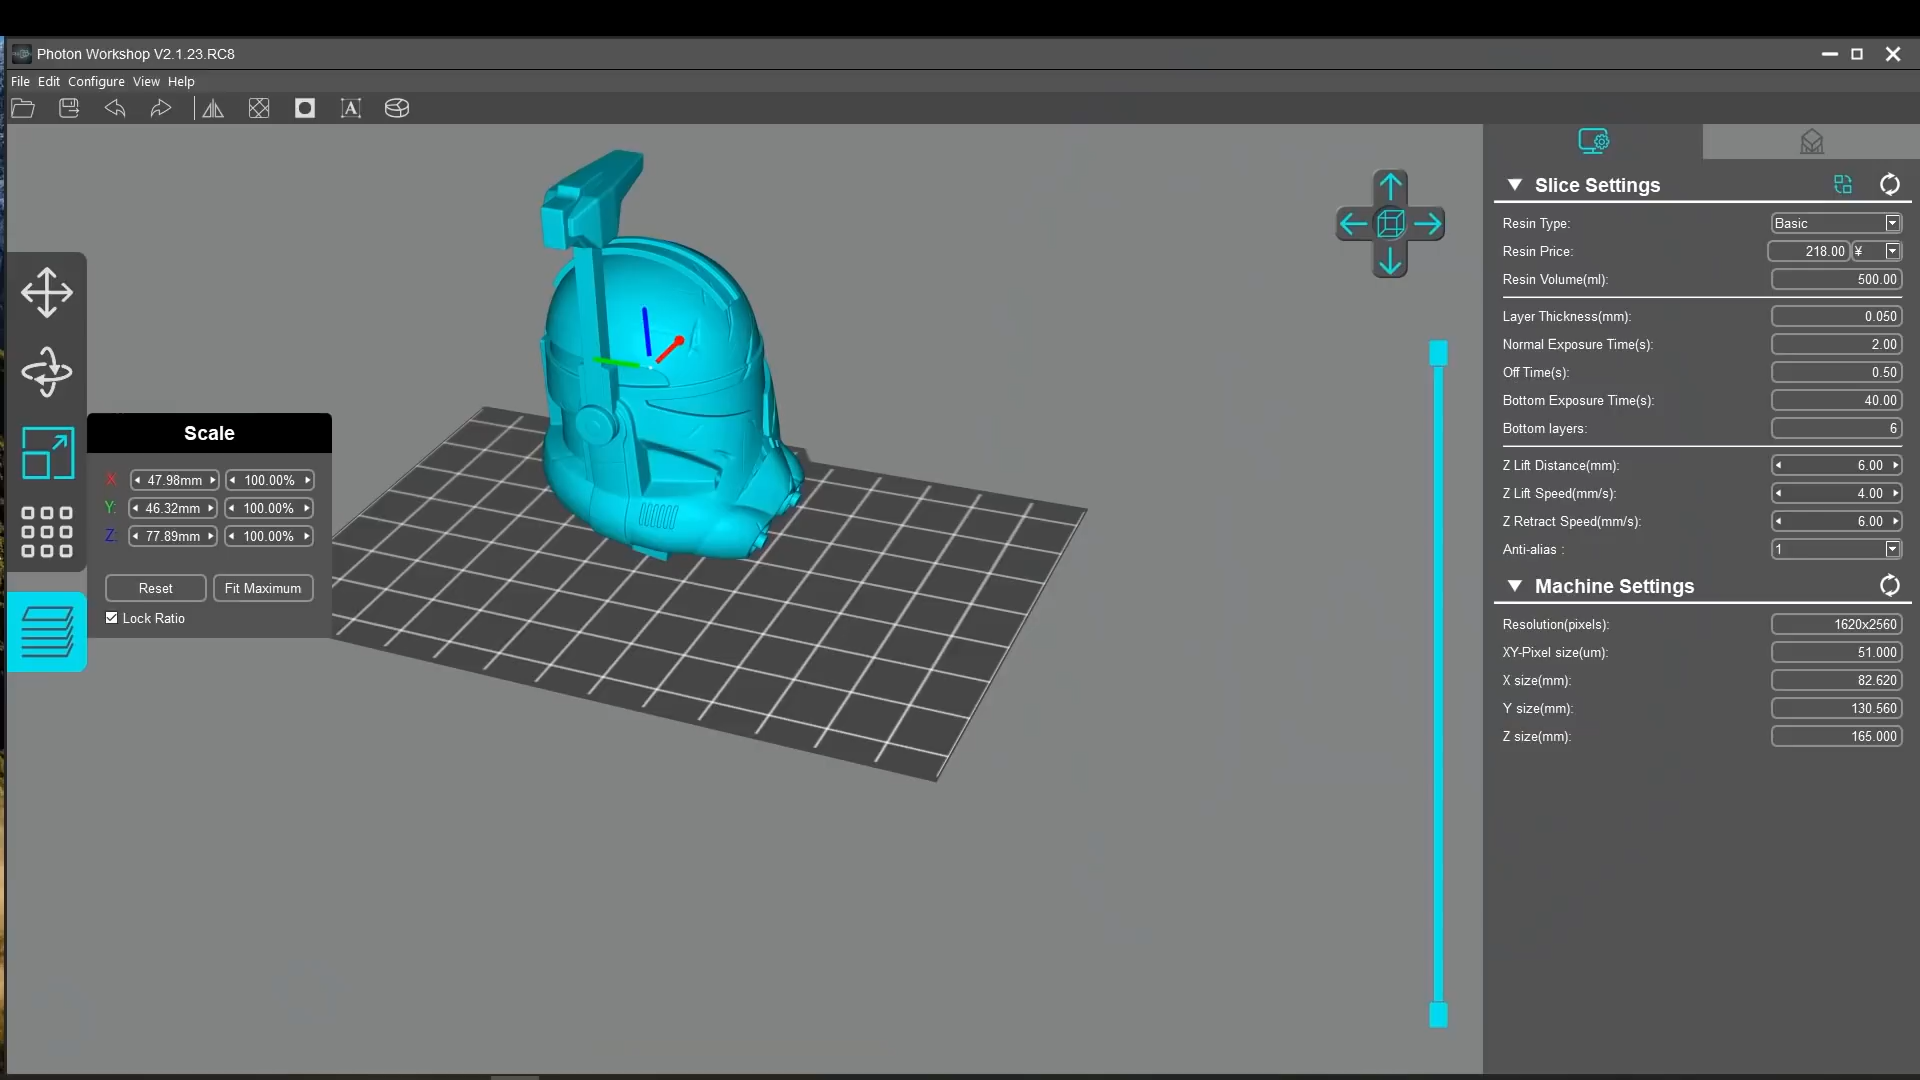 Photon Workshop V2.1.23.RC8
File Edit Configure View Help
A
Slice Settings
Resin Type: Basic
Resin Price: 218.00 ¥
Resin Volume(ml): 500.00
Layer Thickness(mm): 0.050
Normal Exposure Time(s): 2.00
Off Time(s): 0.50
Bottom Exposure Time(s): 40.00
Bottom layers: 6
Z Lift Distance(mm): 6.00
Z Lift Speed(mm/s): 4.00
Z Retract Speed(mm/s): 6.00
Anti-alias : 1
Machine Settings
Resolution(pixels): 1620x2560
XY-Pixel size(um): 51.000
X size(mm): 82.620
Y size(mm): 130.560
Z size(mm): 165.000
Scale
X: 47.98mm 100.00%
Y: 46.32mm 100.00%
Z: 77.89mm 100.00%
Reset Fit Maximum
Lock Ratio